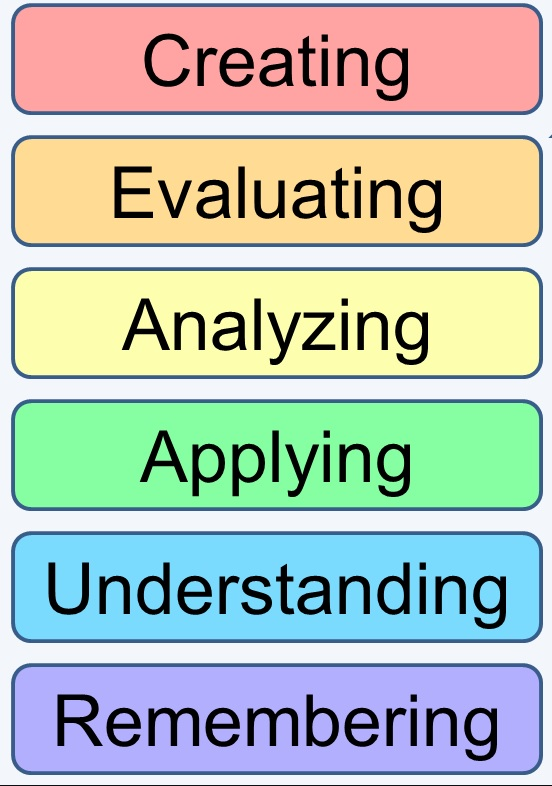 Creating
Evaluating
Analyzing
Applying
Understanding
Remembering